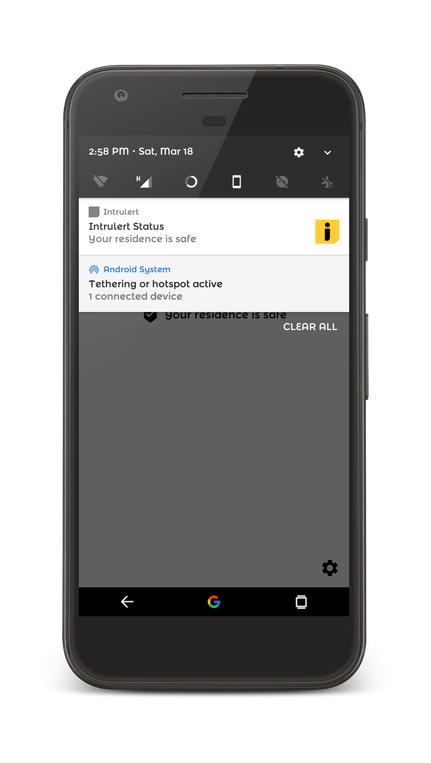 2:58 PM • Sat, Mar 18
H
Intrulert
Intrulert Status
Your residence is safe
i
Android System
Tethering or hotspot active
1 connected device
Your residence is safe
CLEAR ALL
G